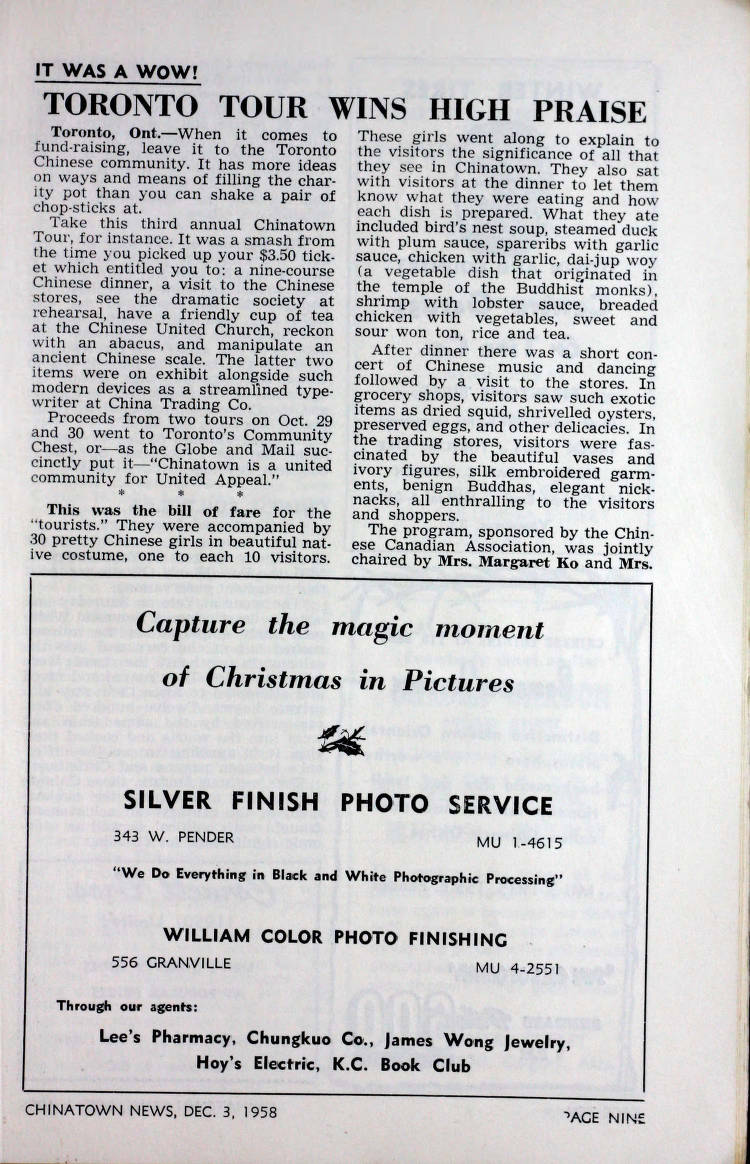 IT WAS A WOW!
TORONTO TOUR WINS HIGH PRAISE
Toronto, Ont.—When it comes to
fund-raising, leave it to the Toronto
Chinese community. It has more ideas
on ways and means of filling the char-
ity pot than you can shake a pair of
chop-sticks at.
Take this third annual Chinatown
Tour, for instance. It was a smash from
the time you picked up your $3.50 tick-
et which entitled you to: a nine-course
Chinese dinner, a visit to the Chinese
stores, see the dramatic society at
rehearsal, have a friendly cup of tea
at the Chinese United Church, reckon
with an abacus, and manipulate an
ancient Chinese scale. The latter two
items were on exhibit alongside such
modern devices as a streamlined type-
writer at China Trading Co.
Proceeds from two tours on Oct. 29
and 30 went to Toronto's Community
Chest, or—as the Globe and Mail suc-
cinctly put it—"Chinatown is a united
community for United Appeal."
* * *
This was the bill of fare for the
"tourists." They were accompanied by
30 pretty Chinese girls in beautiful nat-
ive costume, one to each 10 visitors.
These girls went along to explain to
the visitors the significance of all that
they see in Chinatown. They also sat
with visitors at the dinner to let them
know what they were eating and how
each dish is prepared. What they ate
included bird's nest soup, steamed duck
with plum sauce, spareribs with garlic
sauce, chicken with garlic, dai-jup woy
(a vegetable dish that originated in
the temple of the Buddhist monks),
shrimp with lobster sauce, breaded
chicken with vegetables, sweet and
sour won ton, rice and tea.
After dinner there was a short con-
cert of Chinese music and dancing
followed by a visit to the stores. In
grocery shops, visitors saw such exotic
items as dried squid, shrivelled oysters,
preserved eggs, and other delicacies. In
the trading stores, visitors were fas-
cinated by the beautiful vases and
ivory figures, silk embroidered garm-
ents, benign Buddhas, elegant nick-
nacks, all enthralling to the visitors
and shoppers.
The program, sponsored by the Chin-
ese Canadian Association, was jointly
chaired by Mrs. Margaret Ko and Mrs.
Capture the magic moment
of Christmas in Pictures
SILVER FINISH PHOTO SERVICE
343 W. PENDER MU 1-4615
"We Do Everything in Black and White Photographic Processing"
WILLIAM COLOR PHOTO FINISHING
556 GRANVILLE MU 4-2551
Through our agents:
Lee's Pharmacy, Chungkuo Co., James Wong Jewelry,
Hoy's Electric, K.C. Book Club
CHINATOWN NEWS, DEC. 3, 1958 PAGE NINE